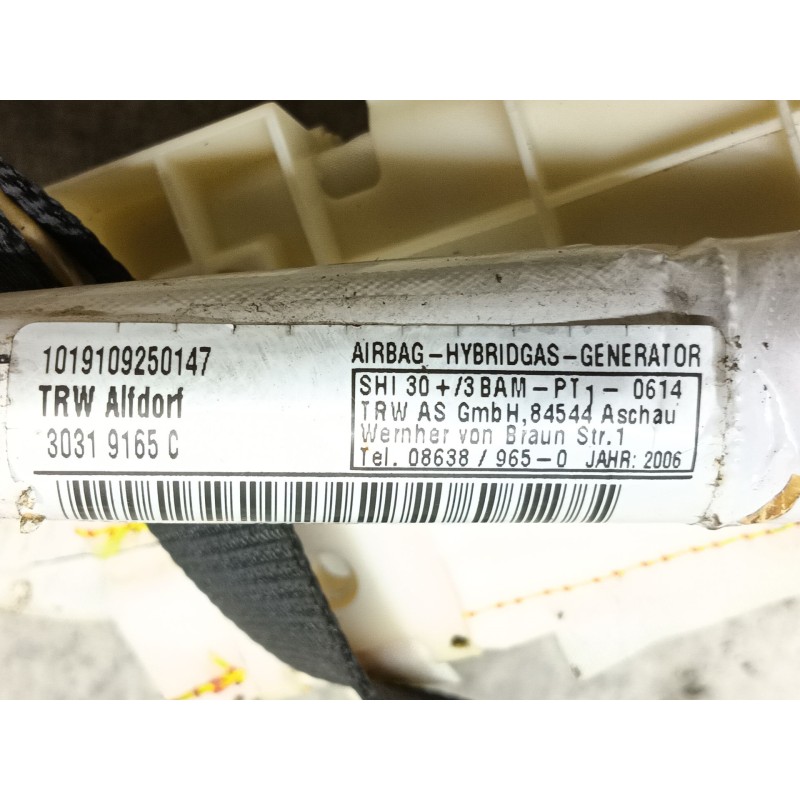 1019109250147
TRW Alfdorf
3031 9165 C
AIRBAG-HYBRIDGAS-GENERATOR
SHI 30+/3BAM-PT1-0614
TRW AS GmbH,84544 Aschau
Wernher von Braun Str.1
Tel. 08638/965-0 JAHR: 2006